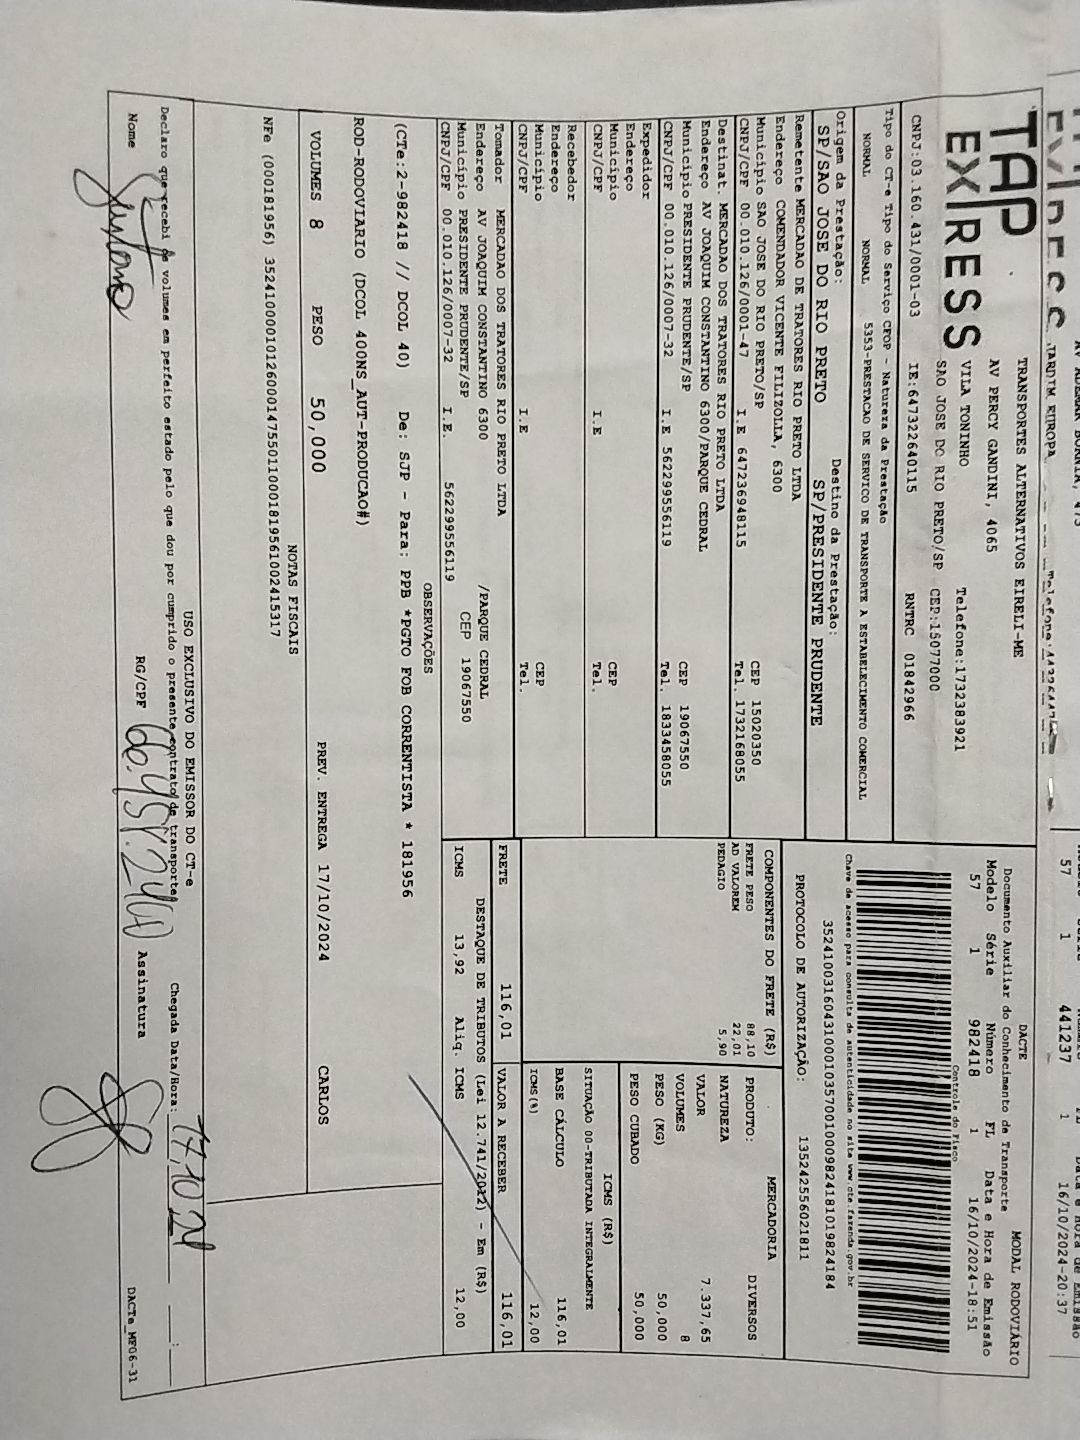 TAP
EXPRESS
TRANSPORTES ALTERNATIVOS EIRELI-ME
AV PERCY GANDINI, 4065
VILA TONINHO Telefone:1732383921
SAO JOSE DO RIO PRETO/SP CEP:15077000
CNPJ:03.160.431/0001-03 IE:647322640115 RNTRC 01842966
DACTE MODAL RODOVIÁRIO
Documento Auxiliar do Conhecimento de Transporte
Modelo Série Número FL Data e Hora de Emissão
57 1 982418 1 16/10/2024-18:51
Controle do Fisco
Tipo do CT-e Tipo do Serviço CFOP - Natureza da Prestação
NORMAL NORMAL 5353-PRESTACAO DE SERVICO DE TRANSPORTE A ESTABELECIMENTO COMERCIAL
Chave de acesso para consulta de autenticidade no site www.cte.fazenda.gov.br
35241003160431000103570010009824181019824184
Origem da Prestação: Destino da Prestação:
SP/SAO JOSE DO RIO PRETO SP/PRESIDENTE PRUDENTE
PROTOCOLO DE AUTORIZAÇÃO: 135242556021811
Remetente MERCADAO DE TRATORES RIO PRETO LTDA
Endereço COMENDADOR VICENTE FILIZOLLA, 6300
Município SAO JOSE DO RIO PRETO/SP CEP 15020350
CNPJ/CPF 00.010.126/0001-47 I.E 647236948115 Tel. 1732168055
Destinat. MERCADAO DOS TRATORES RIO PRETO LTDA
Endereço AV JOAQUIM CONSTANTINO 6300/PARQUE CEDRAL
Município PRESIDENTE PRUDENTE/SP CEP 19067550
CNPJ/CPF 00.010.126/0007-32 I.E 562299556119 Tel. 1833458055
Expedidor
Endereço
Município CEP
CNPJ/CPF I.E Tel.
Recebedor
Endereço
Município CEP
CNPJ/CPF I.E Tel.
Tomador MERCADAO DOS TRATORES RIO PRETO LTDA
Endereço AV JOAQUIM CONSTANTINO 6300 /PARQUE CEDRAL
Município PRESIDENTE PRUDENTE/SP CEP 19067550
CNPJ/CPF 00.010.126/0007-32 I.E. 562299556119
COMPONENTES DO FRETE (R$)
FRETE PESO 88,10
AD VALOREM 22,01
PEDAGIO 5,90
MERCADORIA
PRODUTO: DIVERSOS
NATUREZA
VALOR 7.337,65
VOLUMES 8
PESO (KG) 50,000
PESO CUBADO 50,000
ICMS (R$)
SITUAÇÃO 00-TRIBUTADA INTEGRALMENTE
BASE CÁLCULO 116,01
ICMS(%) 12,00
FRETE 116,01 VALOR A RECEBER 116,01
DESTAQUE DE TRIBUTOS (Lei 12.741/2012) - Em (R$)
ICMS 13,92 Aliq. ICMS 12,00
OBSERVAÇÕES
(CTe:2-982418 // DCOL 40) De: SJP - Para: PPB *PGTO FOB CORRENTISTA * 181956
ROD-RODOVIARIO (DCOL 400NS_AUT-PRODUCAO#)
VOLUMES 8 PESO 50,000 PREV. ENTREGA 17/10/2024 CARLOS
NOTAS FISCAIS
NFe (000181956) 35241000010126000147550110001819561002415317
USO EXCLUSIVO DO EMISSOR DO CT-e
Declaro que recebi os volumes em perfeito estado pelo que dou por cumprido o presente contrato de transporte Chegada Data/Hora: 17,10,24 :
Nome RG/CPF Assinatura DACTe_MF06-31
JARDIM EUROPA
57 1 441237 1 16/10/2024-20:37